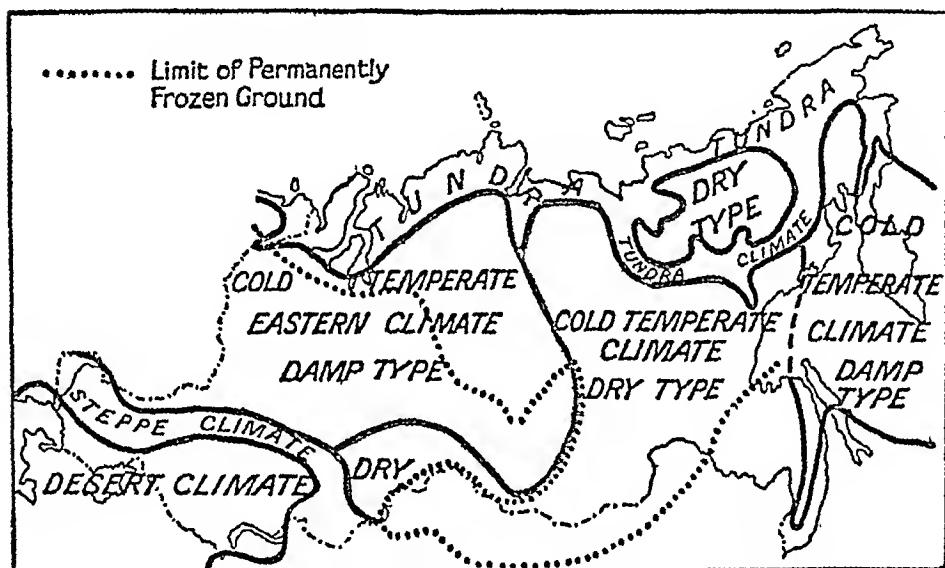 Limit of Permanently
Frozen Ground
TUNDRA
TUNDRA
DRY
TYPE
TUNDRA CLIMATE
COLD
TEMPERATE
CLIMATE
DAMP
TYPE
COLD TEMPERATE
EASTERN CLIMATE
DAMP TYPE
COLD TEMPERATE
CLIMATE
DRY TYPE
STEPPE CLIMATE
DRY
DESERT CLIMATE